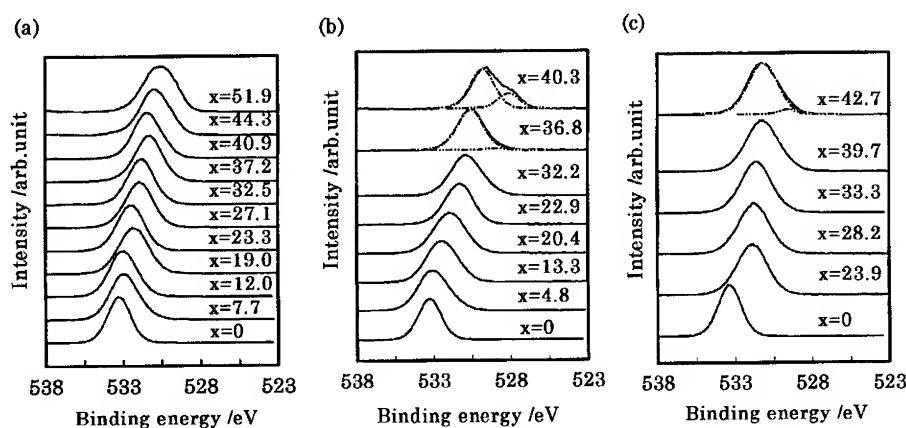 (a)
Intensity /arb.unit
x=51.9
x=44.3
x=40.9
x=37.2
x=32.5
x=27.1
x=23.3
x=19.0
x=12.0
x=7.7
x=0
538 533 528 523
Binding energy /eV
(b)
Intensity /arb.unit
x=40.3
x=36.8
x=32.2
x=22.9
x=20.4
x=13.3
x=4.8
x=0
538 533 528 523
Binding energy /eV
(c)
Intensity /arb.unit
x=42.7
x=39.7
x=33.3
x=28.2
x=23.9
x=0
538 533 528 523
Binding energy /eV